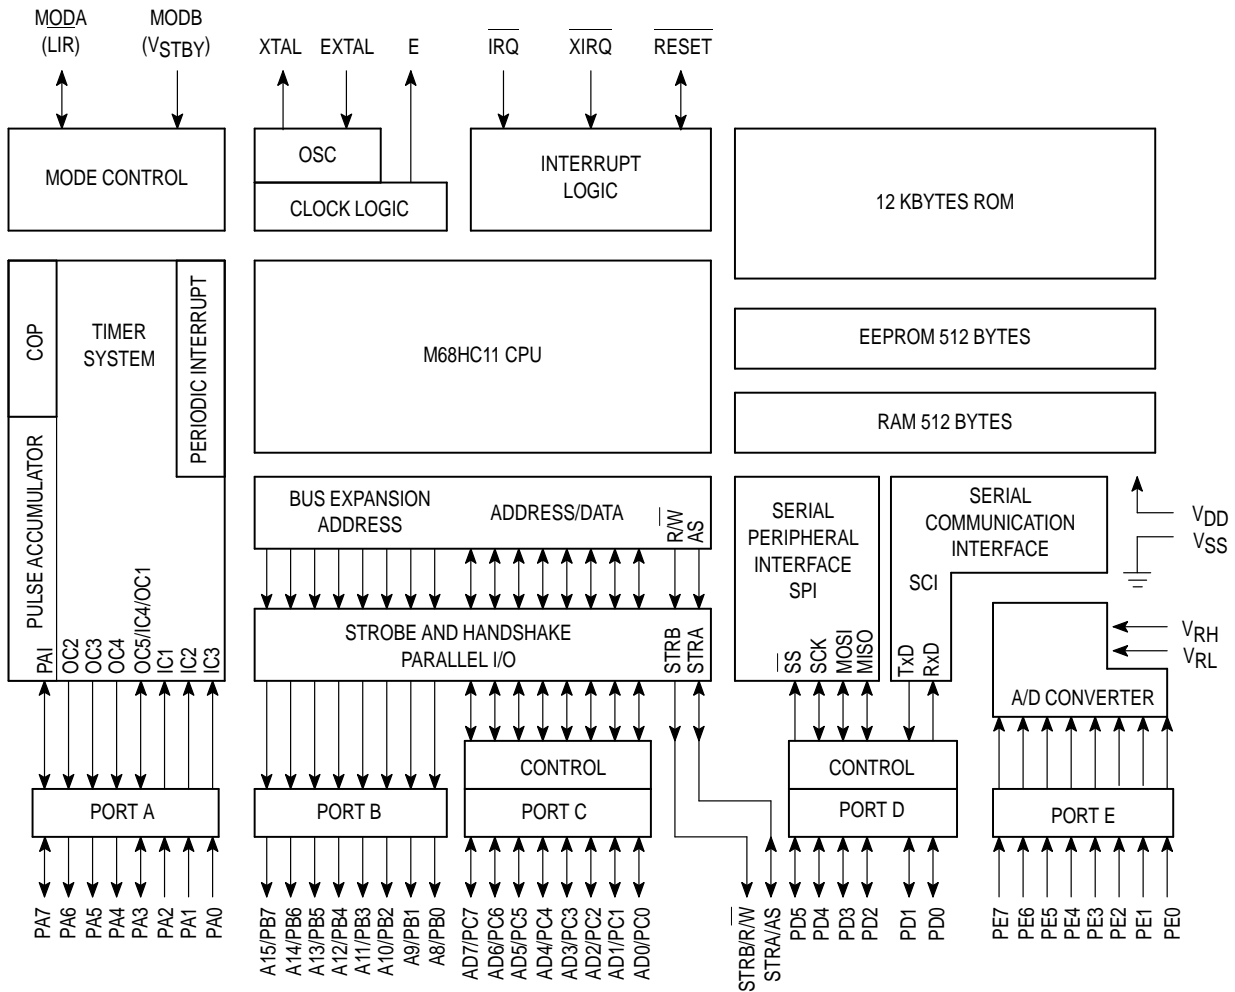 MODA
(LIR)
MODB
(VSTBY)
XTAL
EXTAL
E
IRQ
XIRQ
RESET
MODE CONTROL
OSC
CLOCK LOGIC
INTERRUPT
LOGIC
12 KBYTES ROM
COP
TIMER
SYSTEM
PERIODIC INTERRUPT
M68HC11 CPU
EEPROM 512 BYTES
RAM 512 BYTES
PULSE ACCUMULATOR
BUS EXPANSION
ADDRESS
ADDRESS/DATA
R/W
AS
SERIAL
PERIPHERAL
INTERFACE
SPI
SERIAL
COMMUNICATION
INTERFACE
SCI
VDD
VSS
PAI
OC2
OC3
OC4
OC5/IC4/OC1
IC1
IC2
IC3
STROBE AND HANDSHAKE
PARALLEL I/O
STRB
STRA
SS
SCK
MOSI
MISO
TxD
RxD
VRH
VRL
A/D CONVERTER
CONTROL
CONTROL
PORT A
PORT B
PORT C
PORT D
PORT E
PA7
PA6
PA5
PA4
PA3
PA2
PA1
PA0
A15/PB7
A14/PB6
A13/PB5
A12/PB4
A11/PB3
A10/PB2
A9/PB1
A8/PB0
AD7/PC7
AD6/PC6
AD5/PC5
AD4/PC4
AD3/PC3
AD2/PC2
AD1/PC1
AD0/PC0
STRB/R/W
STRA/AS
PD5
PD4
PD3
PD2
PD1
PD0
PE7
PE6
PE5
PE4
PE3
PE2
PE1
PE0